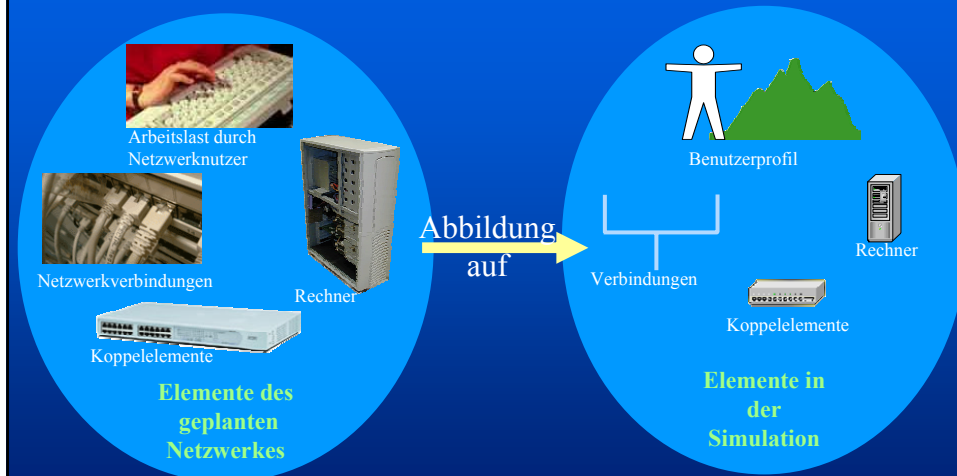 Arbeitslast durch
Netzwerknutzer
Netzwerkverbindungen
Rechner
Koppelelemente
Elemente des
geplanten
Netzwerkes
Abbildung
auf
Benutzerprofil
Rechner
Verbindungen
Koppelelemente
Elemente in
der
Simulation